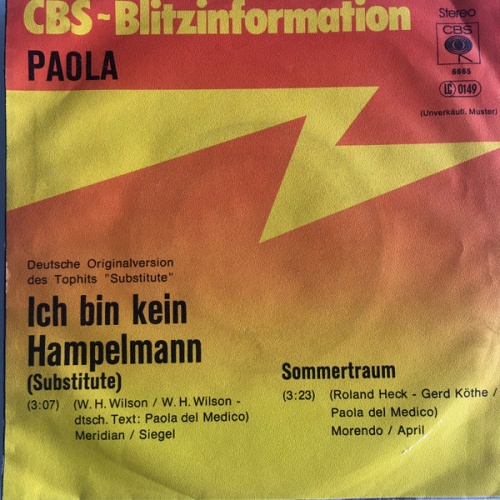 CBS~Blitzinformation
Stereo
CBS
6665
LC 0149
PAOLA
(Unverkäufl. Muster)
Deutsche Originalversion
des Tophits "Substitute"
Ich bin kein
Hampelmann
(Substitute)
(3:07) (W. H. Wilson / W. H. Wilson -
dtsch. Text: Paola del Medico)
Meridian / Siegel
Sommertraum
(3:23) (Roland Heck - Gerd Köthe /
Paola del Medico)
Morendo / April